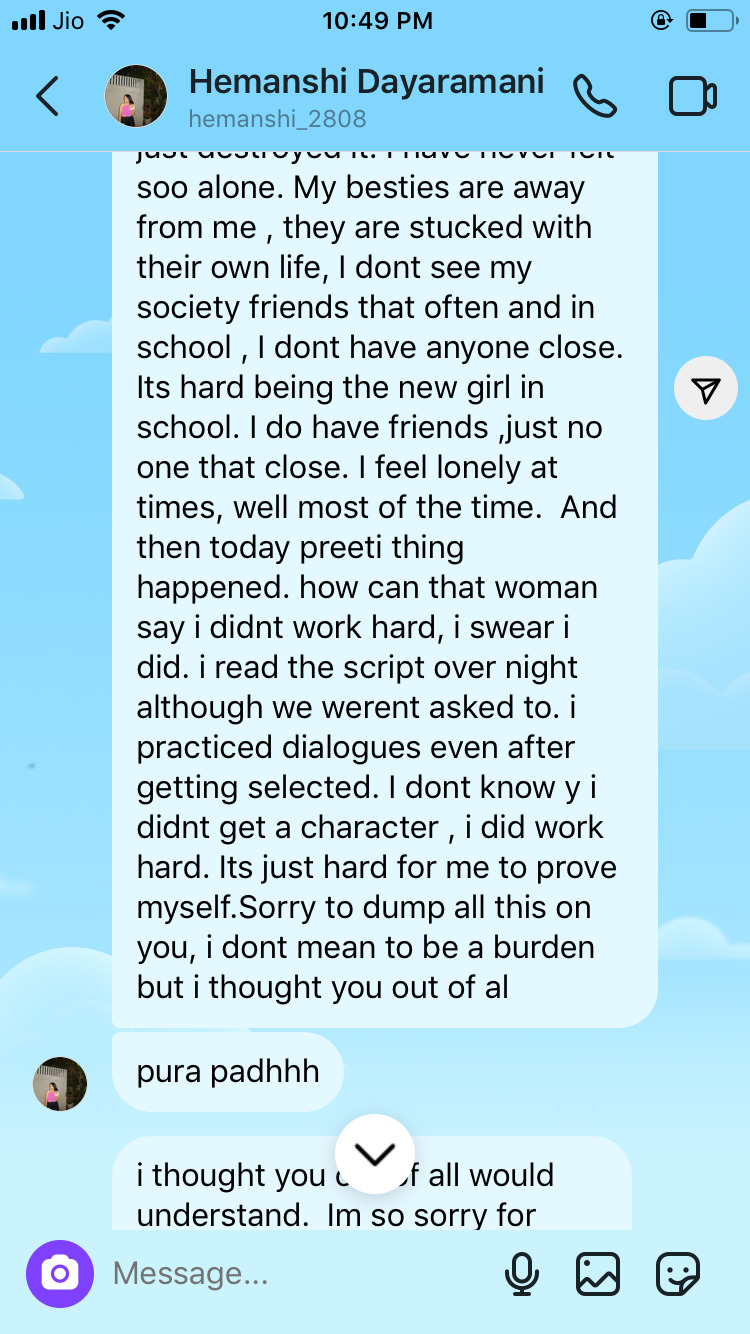 Jio 10:49 PM
Hemanshi Dayaramani
hemanshi_2808
just destroyed it. I have never felt
soo alone. My besties are away
from me , they are stucked with
their own life, I dont see my
society friends that often and in
school , I dont have anyone close.
Its hard being the new girl in
school. I do have friends ,just no
one that close. I feel lonely at
times, well most of the time.  And
then today preeti thing
happened. how can that woman
say i didnt work hard, i swear i
did. i read the script over night
although we werent asked to. i
practiced dialogues even after
getting selected. I dont know y i
didnt get a character , i did work
hard. Its just hard for me to prove
myself.Sorry to dump all this on
you, i dont mean to be a burden
but i thought you out of al
pura padhhh
i thought you of all would
understand.  Im so sorry for
Message...